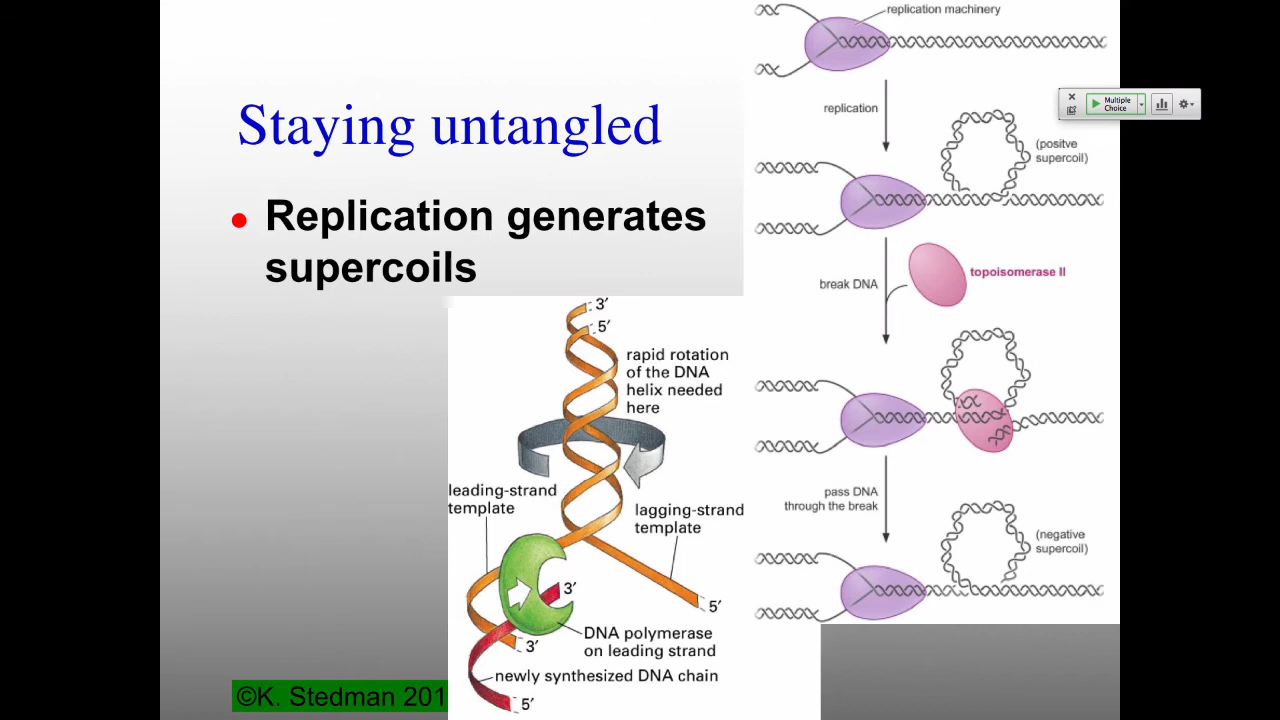 Staying untangled
● Replication generates
supercoils
3′
5′
rapid rotation
of the DNA
helix needed
here
leading-strand
template
lagging-strand
template
3′
5′
DNA polymerase
on leading strand
3′
newly synthesized DNA chain
5′
©K. Stedman 201
replication machinery
replication
(positve
supercoil)
topoisomerase II
break DNA
pass DNA
through the break
(negative
supercoil)
Multiple
Choice